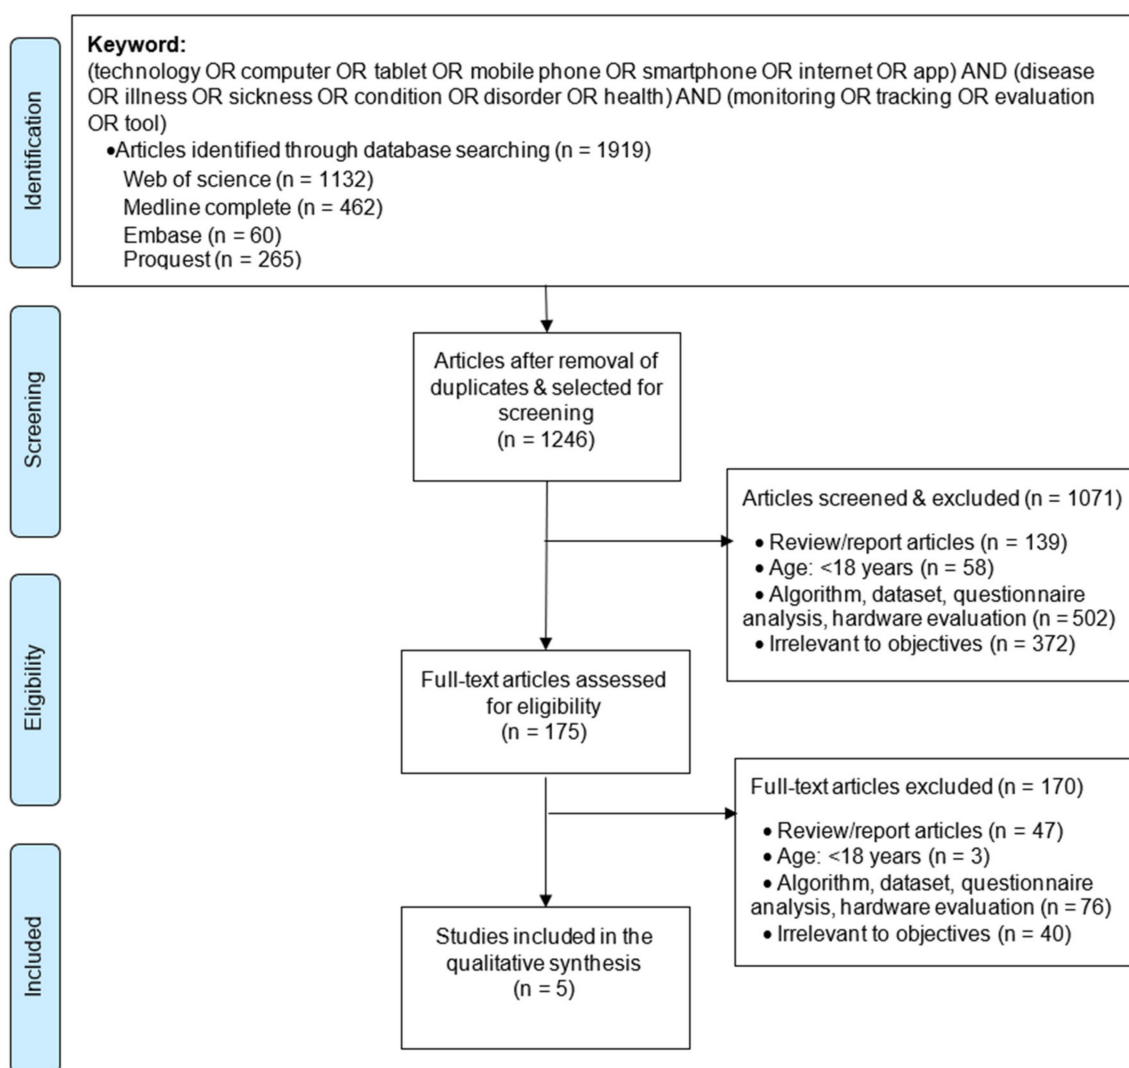 Identification
Keyword:
(technology OR computer OR tablet OR mobile phone OR smartphone OR internet OR app) AND (disease
OR illness OR sickness OR condition OR disorder OR health) AND (monitoring OR tracking OR evaluation
OR tool)
•Articles identified through database searching (n = 1919)
Web of science (n = 1132)
Medline complete (n = 462)
Embase (n = 60)
Proquest (n = 265)
Screening
Articles after removal of
duplicates & selected for
screening
(n = 1246)
Articles screened & excluded (n = 1071)
• Review/report articles (n = 139)
• Age: <18 years (n = 58)
• Algorithm, dataset, questionnaire
analysis, hardware evaluation (n = 502)
• Irrelevant to objectives (n = 372)
Eligibility
Full-text articles assessed
for eligibility
(n = 175)
Full-text articles excluded (n = 170)
• Review/report articles (n = 47)
• Age: <18 years (n = 3)
• Algorithm, dataset, questionnaire
analysis, hardware evaluation (n = 76)
• Irrelevant to objectives (n = 40)
Included
Studies included in the
qualitative synthesis
(n = 5)